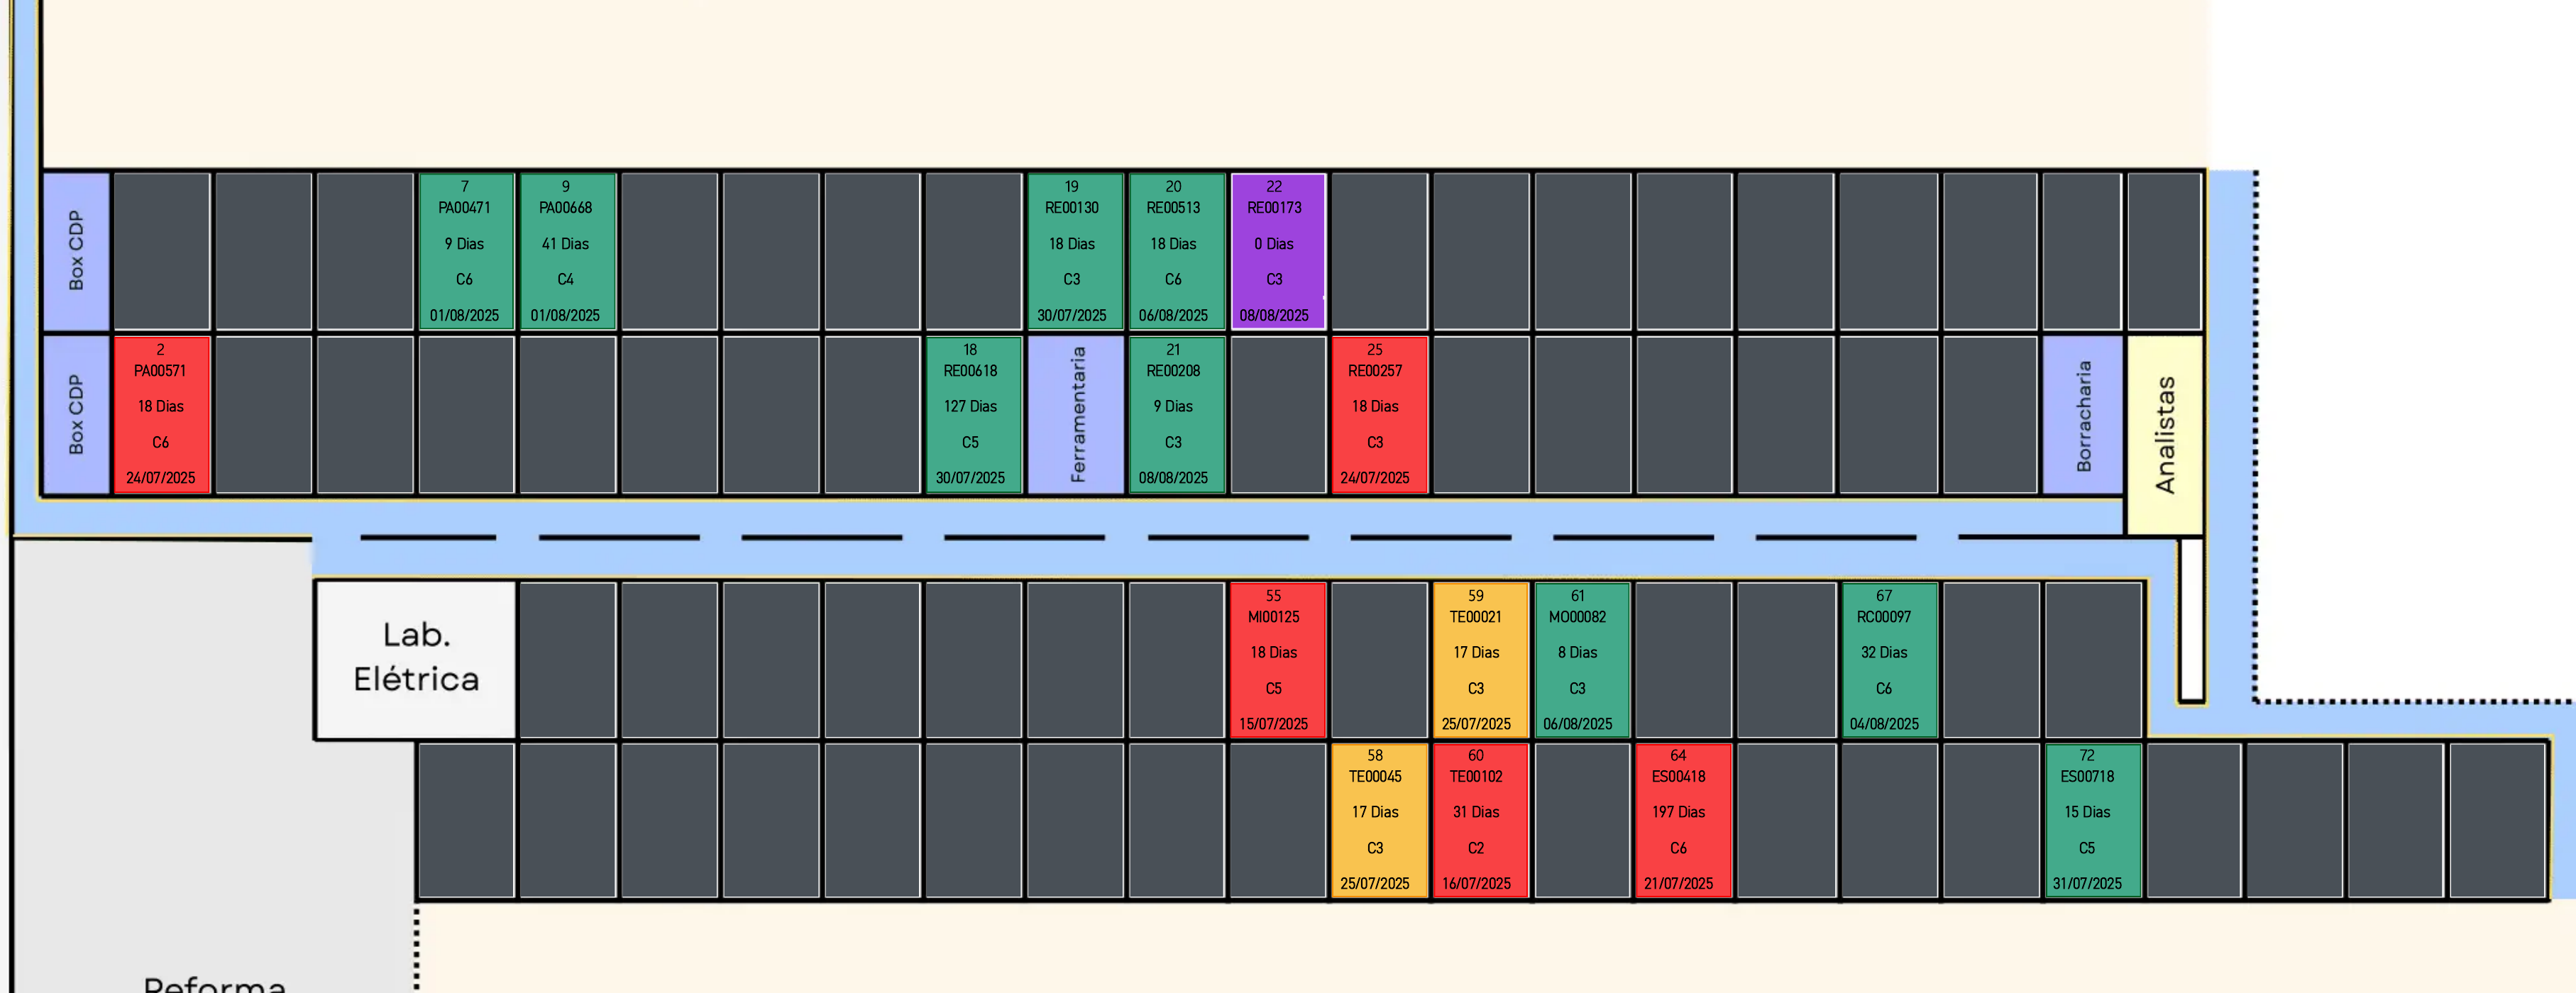 Box CDP
7
PA00471
9 Dias
C6
01/08/2025
9
PA00668
41 Dias
C4
01/08/2025
19
RE00130
18 Dias
C3
30/07/2025
20
RE00513
18 Dias
C6
06/08/2025
22
RE00173
0 Dias
C3
08/08/2025
Box CDP
2
PA00571
18 Dias
C6
24/07/2025
18
RE00618
127 Dias
C5
30/07/2025
Ferramentaria
21
RE00208
9 Dias
C3
08/08/2025
25
RE00257
18 Dias
C3
24/07/2025
Borracharia
Analistas
Lab.
Elétrica
55
MI00125
18 Dias
C5
15/07/2025
59
TE00021
17 Dias
C3
25/07/2025
61
MO00082
8 Dias
C3
06/08/2025
67
RC00097
32 Dias
C6
04/08/2025
58
TE00045
17 Dias
C3
25/07/2025
60
TE00102
31 Dias
C2
16/07/2025
64
ES00418
197 Dias
C6
21/07/2025
72
ES00718
15 Dias
C5
31/07/2025
Reforma